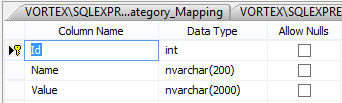 VORTEX\SQLEXPR...ategory_Mapping VORTEX\SQLEXPRE
Column Name Data Type Allow Nulls
Id int
Name nvarchar(200)
Value nvarchar(2000)